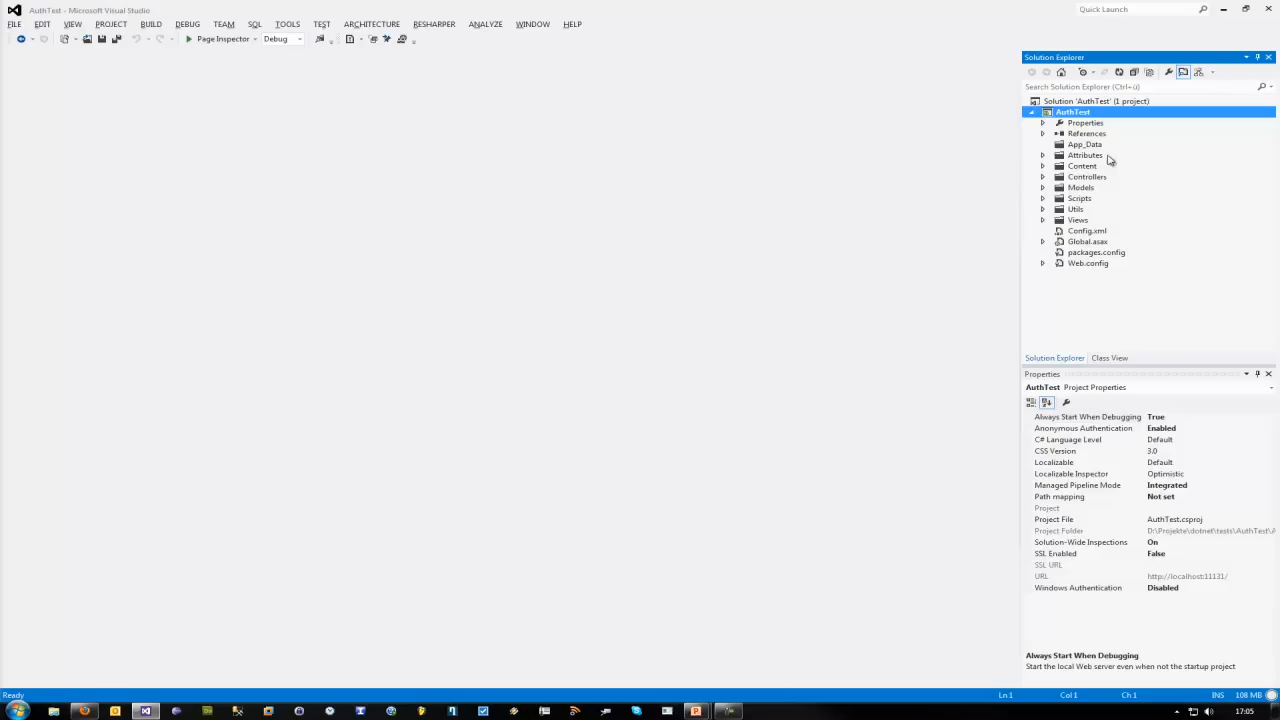 AuthTest - Microsoft Visual Studio
Quick Launch
FILE EDIT VIEW PROJECT BUILD DEBUG TEAM SQL TOOLS TEST ARCHITECTURE RESHARPER ANALYZE WINDOW HELP
Page Inspector Debug
Solution Explorer
Search Solution Explorer (Ctrl+ü)
Solution 'AuthTest' (1 project)
AuthTest
Properties
References
App_Data
Attributes
Content
Controllers
Models
Scripts
Utils
Views
Config.xml
Global.asax
packages.config
Web.config
Solution Explorer Class View
Properties
AuthTest Project Properties
Always Start When Debugging True
Anonymous Authentication Enabled
C# Language Level Default
CSS Version 3.0
Localizable Default
Localizable Inspector Optimistic
Managed Pipeline Mode Integrated
Path mapping Not set
Project
Project File AuthTest.csproj
Project Folder D:\Projekte\dotnet\tests\AuthTest\A
Solution-Wide Inspections On
SSL Enabled False
SSL URL
URL http://localhost:11131/
Windows Authentication Disabled
Always Start When Debugging
Start the local Web server even when not the startup project
Ready Ln 1 Col 1 Ch 1 INS 108 MB
17:05